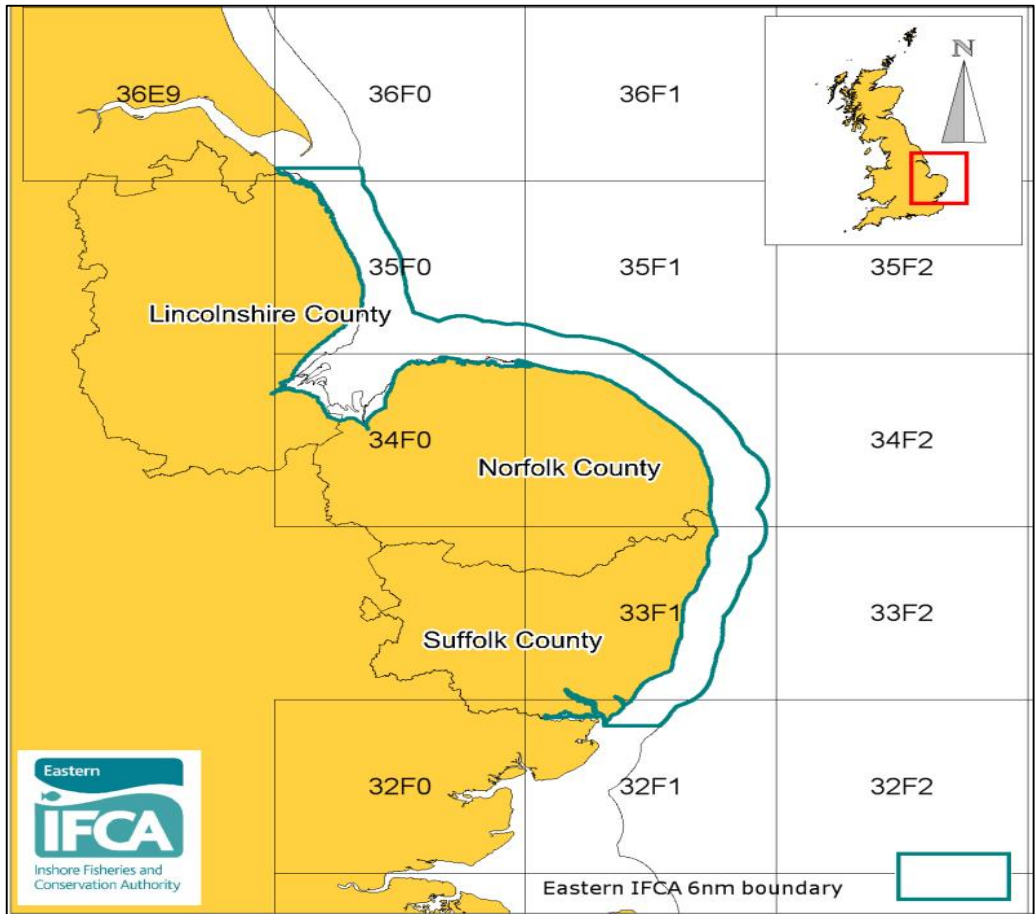 N
36E9 36F0 36F1
35F0 35F1 35F2
Lincolnshire County
34F0 34F2
Norfolk County
33F1 33F2
Suffolk County
32F0 32F1 32F2
Eastern
IFCA
Inshore Fisheries and
Conservation Authority
Eastern IFCA 6nm boundary